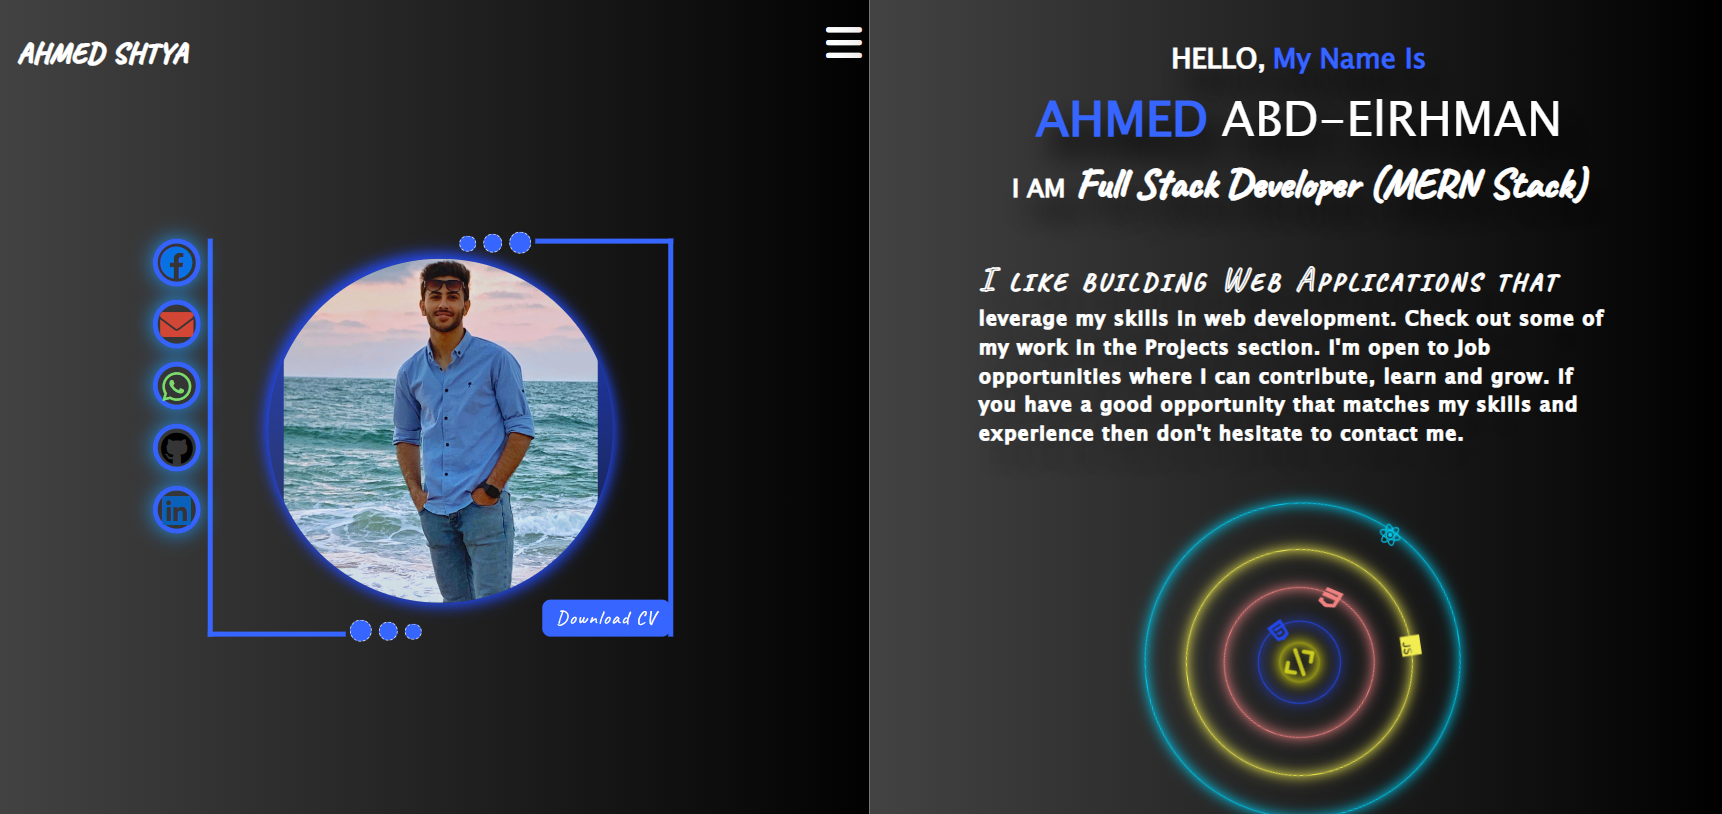 AHMED SHTYA
Download CV
HELLO, My Name Is
AHMED ABD-ElRHMAN
I AM Full Stack Developer (MERN Stack)
I like building Web Applications that
leverage my skills in web development. Check out some of
my work in the Projects section. I'm open to Job
opportunities where I can contribute, learn and grow. If
you have a good opportunity that matches my skills and
experience then don't hesitate to contact me.
JS